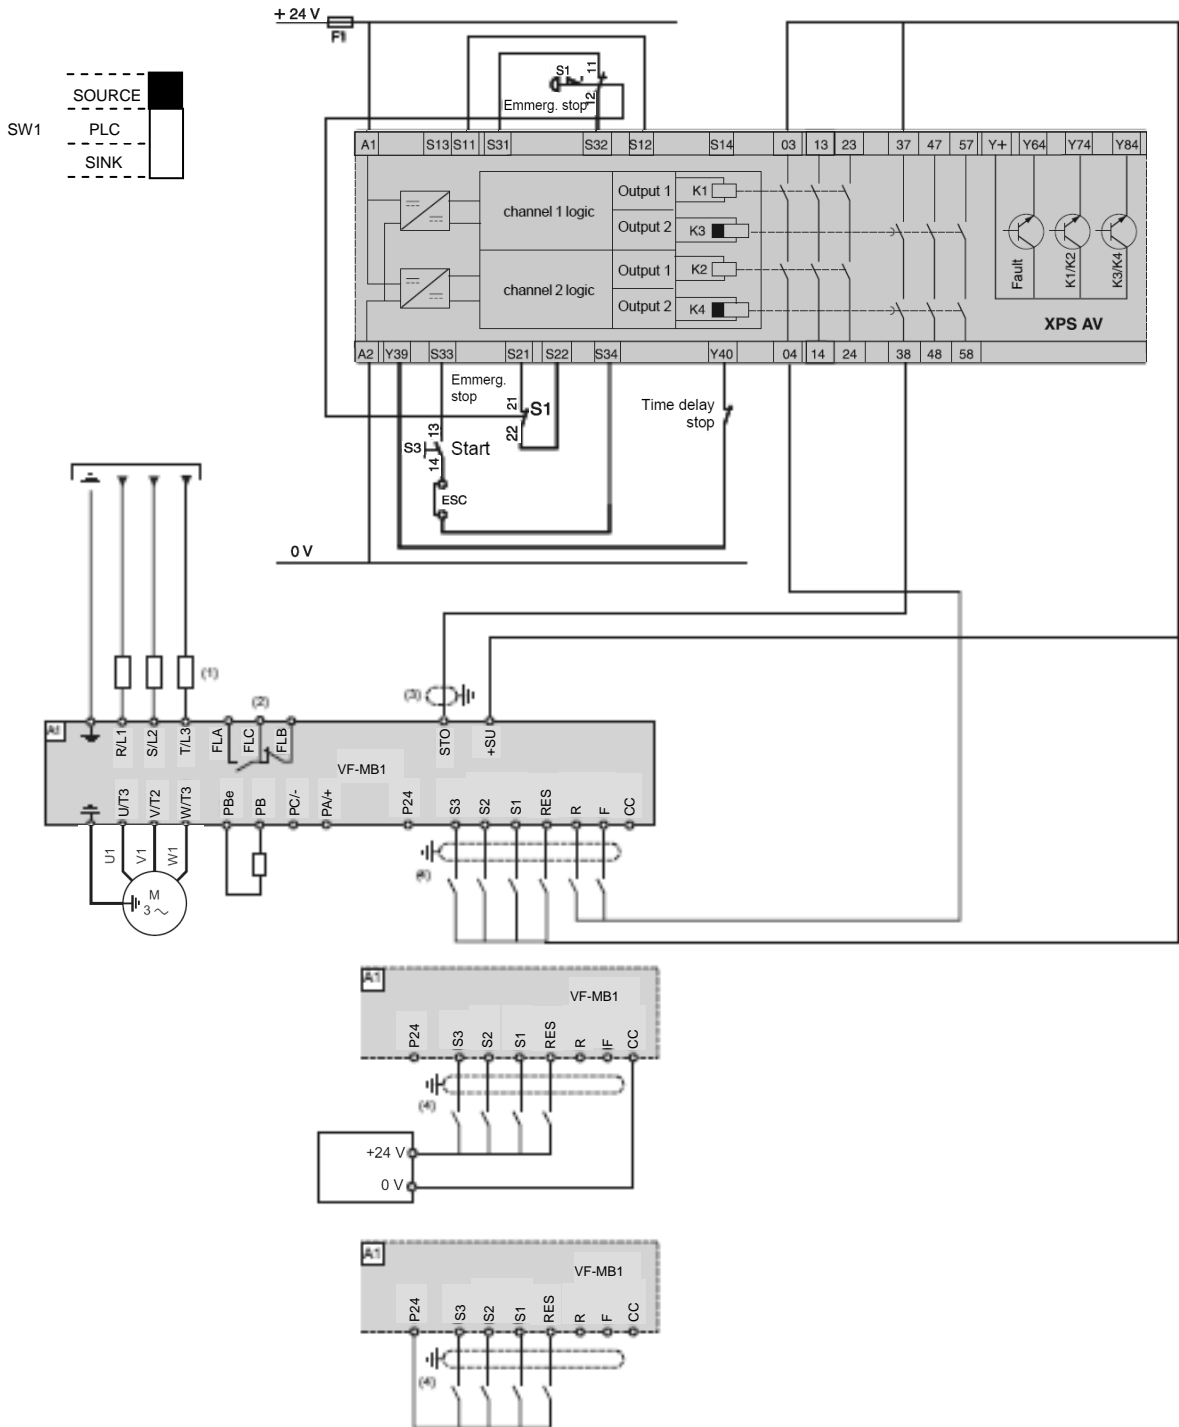 + 24 V
F1
SW1
SOURCE
PLC
SINK
S1
11
12
Emmerg. stop
A1 S13 S11 S31 S32 S12 S14 03 13 23 37 47 57 Y+ Y64 Y74 Y84
channel 1 logic
Output 1
K1
Output 2
K3
channel 2 logic
Output 1
K2
Output 2
K4
Fault
K1/K2
K3/K4
XPS AV
A2 Y39 S33 S21 S22 S34 Y40 04 14 24 38 48 58
Emmerg.
stop
21
S1
22
13
S3
Start
14
ESC
Time delay
stop
0 V
(1)
(2)
(3)
A1
R/L1 S/L2 T/L3 FLA FLC FLB STO +SU
VF-MB1
U/T3 V/T2 W/T3 PBe PB PC/- PA/+ P24 S3 S2 S1 RES R F CC
U1 V1 W1
M
3 ~
A1
VF-MB1
P24 S3 S2 S1 RES R IF CC
(4)
+24 V
0 V
A1
VF-MB1
P24 S3 S2 S1 RES R F CC
(4)